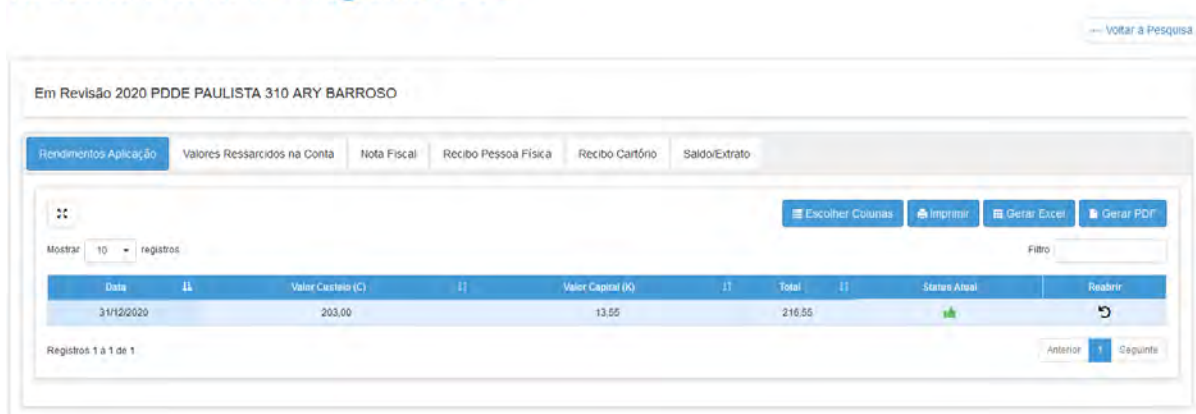 Voltar à Pesquisa
Em Revisão 2020 PDDE PAULISTA 310 ARY BARROSO
Rendimentos Aplicação Valores Ressarcidos na Conta Nota Fiscal Recibo Pessoa Física Recibo Cartório Saldo/Extrato
Escolher Colunas Imprimir Gerar Excel Gerar PDF
Mostrar 10 registros Filtro
Data Valor Custeio (C) Valor Capital (K) Total Status Atual Reabrir
31/12/2020 203,00 13,55 216,55
Registros 1 a 1 de 1 Anterior 1 Seguinte